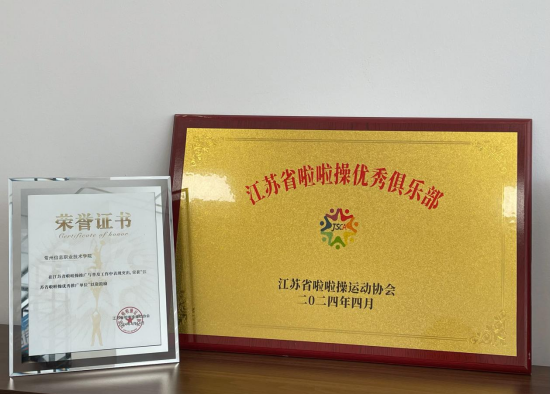 荣誉证书
Certificate of honor
常州信息职业技术学院
江苏省啦啦操优秀俱乐部
JSCA
江苏省啦啦操运动协会
二〇二四年四月